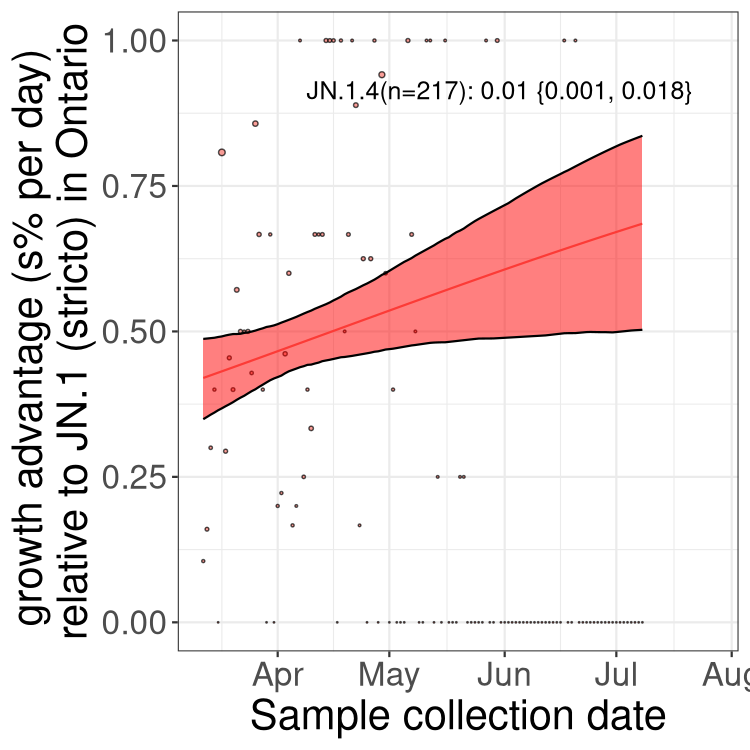 growth advantage (s% per day)
relative to JN.1 (stricto) in Ontario
1.00
0.75
0.50
0.25
0.00
JN.1.4(n=217): 0.01 {0.001, 0.018}
Apr May Jun Jul Aug
Sample collection date